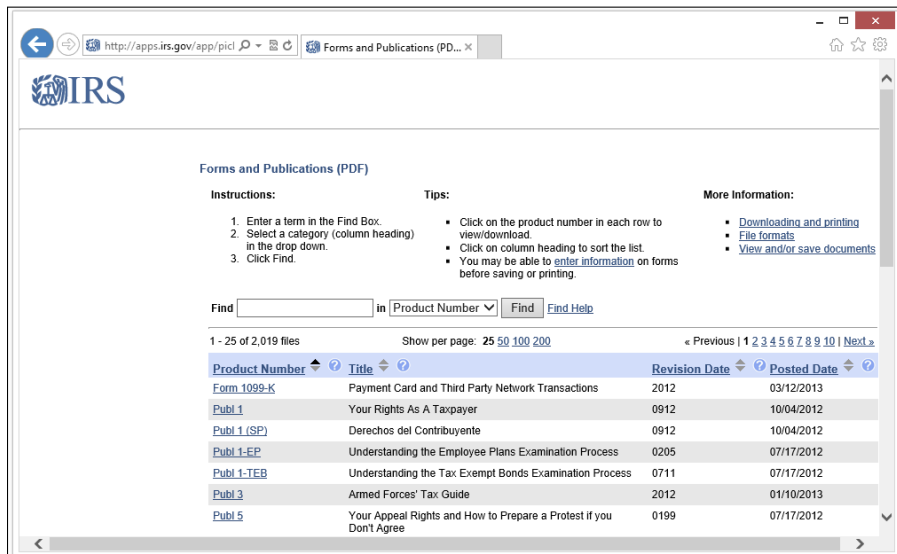 http://apps.irs.gov/app/picl
Forms and Publications (PD...
IRS
Forms and Publications (PDF)
Instructions:
1. Enter a term in the Find Box.
2. Select a category (column heading)
in the drop down.
3. Click Find.
Tips:
Click on the product number in each row to
view/download.
Click on column heading to sort the list.
You may be able to enter information on forms
before saving or printing.
More Information:
Downloading and printing
File formats
View and/or save documents
Find in Product Number Find Find Help
1 - 25 of 2,019 files Show per page: 25 50 100 200 « Previous | 1 2 3 4 5 6 7 8 9 10 | Next »
Product Number Title Revision Date Posted Date
Form 1099-K Payment Card and Third Party Network Transactions 2012 03/12/2013
Publ 1 Your Rights As A Taxpayer 0912 10/04/2012
Publ 1 (SP) Derechos del Contribuyente 0912 10/04/2012
Publ 1-EP Understanding the Employee Plans Examination Process 0205 07/17/2012
Publ 1-TEB Understanding the Tax Exempt Bonds Examination Process 0711 07/17/2012
Publ 3 Armed Forces' Tax Guide 2012 01/10/2013
Publ 5 Your Appeal Rights and How to Prepare a Protest if you 0199 07/17/2012
Don't Agree